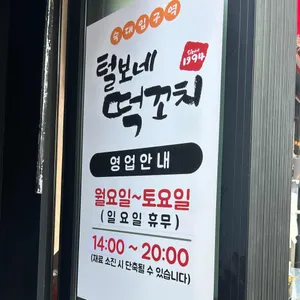 숙대입구역
털보네
since
1994
떡꼬치
영업안내
월요일~토요일
(일요일 휴무)
14:00 ~ 20:00
(재료 소진 시 단축될 수 있습니다)